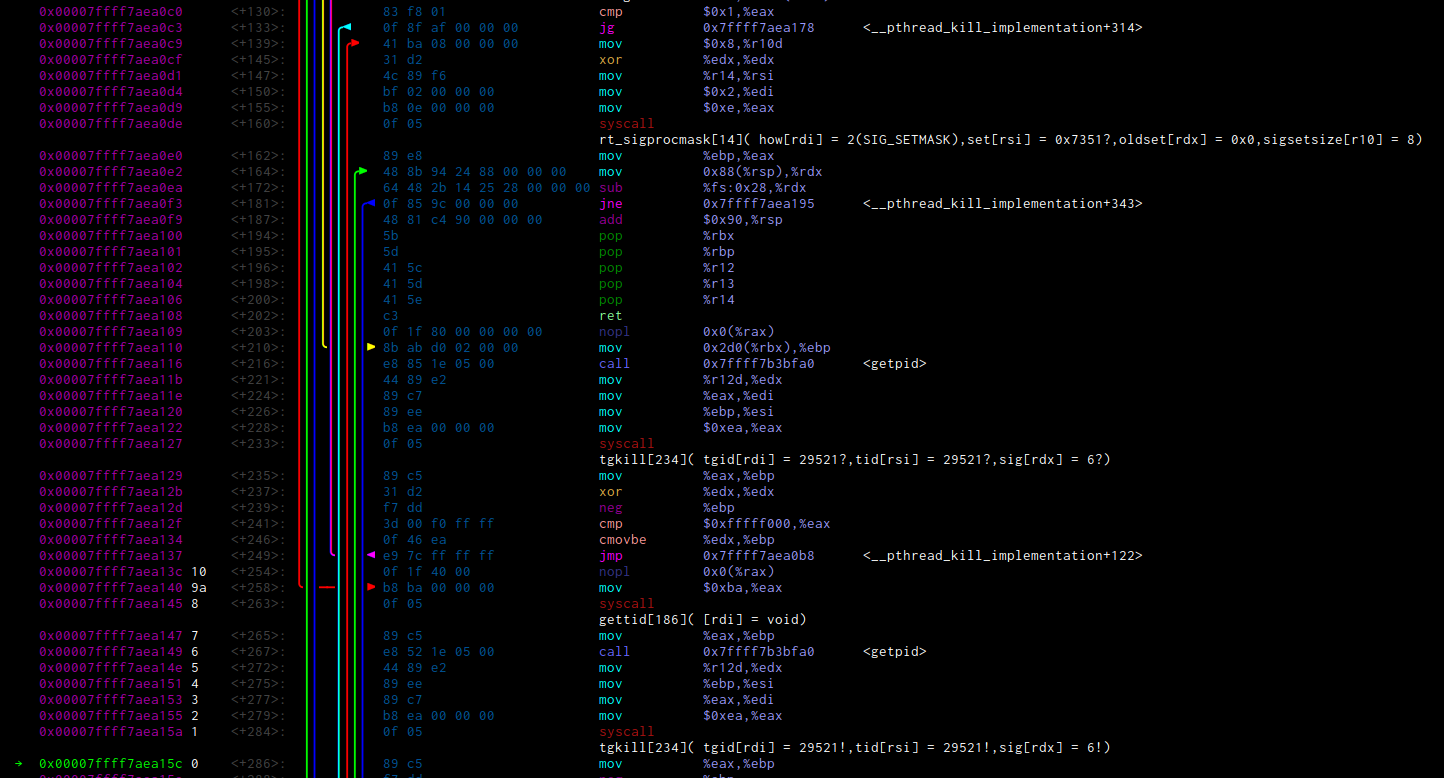 0x00007ffff7aea0c0 <+130>: 83 f8 01 cmp $0x1,%eax
0x00007ffff7aea0c3 <+133>: 0f 8f af 00 00 00 jg 0x7ffff7aea178 <__pthread_kill_implementation+314>
0x00007ffff7aea0c9 <+139>: 41 ba 08 00 00 00 mov $0x8,%r10d
0x00007ffff7aea0cf <+145>: 31 d2 xor %edx,%edx
0x00007ffff7aea0d1 <+147>: 4c 89 f6 mov %r14,%rsi
0x00007ffff7aea0d4 <+150>: bf 02 00 00 00 mov $0x2,%edi
0x00007ffff7aea0d9 <+155>: b8 0e 00 00 00 mov $0xe,%eax
0x00007ffff7aea0de <+160>: 0f 05 syscall
rt_sigprocmask[14]( how[rdi] = 2(SIG_SETMASK),set[rsi] = 0x7351?,oldset[rdx] = 0x0,sigsetsize[r10] = 8)
0x00007ffff7aea0e0 <+162>: 89 e8 mov %ebp,%eax
0x00007ffff7aea0e2 <+164>: 48 8b 94 24 88 00 00 00 mov 0x88(%rsp),%rdx
0x00007ffff7aea0ea <+172>: 64 48 2b 14 25 28 00 00 00 sub %fs:0x28,%rdx
0x00007ffff7aea0f3 <+181>: 0f 85 9c 00 00 00 jne 0x7ffff7aea195 <__pthread_kill_implementation+343>
0x00007ffff7aea0f9 <+187>: 48 81 c4 90 00 00 00 add $0x90,%rsp
0x00007ffff7aea100 <+194>: 5b pop %rbx
0x00007ffff7aea101 <+195>: 5d pop %rbp
0x00007ffff7aea102 <+196>: 41 5c pop %r12
0x00007ffff7aea104 <+198>: 41 5d pop %r13
0x00007ffff7aea106 <+200>: 41 5e pop %r14
0x00007ffff7aea108 <+202>: c3 ret
0x00007ffff7aea109 <+203>: 0f 1f 80 00 00 00 00 nopl 0x0(%rax)
0x00007ffff7aea110 <+210>: 8b ab d0 02 00 00 mov 0x2d0(%rbx),%ebp
0x00007ffff7aea116 <+216>: e8 85 1e 05 00 call 0x7ffff7b3bfa0 <getpid>
0x00007ffff7aea11b <+221>: 44 89 e2 mov %r12d,%edx
0x00007ffff7aea11e <+224>: 89 c7 mov %eax,%edi
0x00007ffff7aea120 <+226>: 89 ee mov %ebp,%esi
0x00007ffff7aea122 <+228>: b8 ea 00 00 00 mov $0xea,%eax
0x00007ffff7aea127 <+233>: 0f 05 syscall
tgkill[234]( tgid[rdi] = 29521?,tid[rsi] = 29521?,sig[rdx] = 6?)
0x00007ffff7aea129 <+235>: 89 c5 mov %eax,%ebp
0x00007ffff7aea12b <+237>: 31 d2 xor %edx,%edx
0x00007ffff7aea12d <+239>: f7 dd neg %ebp
0x00007ffff7aea12f <+241>: 3d 00 f0 ff ff cmp $0xfffff000,%eax
0x00007ffff7aea134 <+246>: 0f 46 ea cmovbe %edx,%ebp
0x00007ffff7aea137 <+249>: e9 7c ff ff ff jmp 0x7ffff7aea0b8 <__pthread_kill_implementation+122>
0x00007ffff7aea13c 10 <+254>: 0f 1f 40 00 nopl 0x0(%rax)
0x00007ffff7aea140 9a <+258>: b8 ba 00 00 00 mov $0xba,%eax
0x00007ffff7aea145 8 <+263>: 0f 05 syscall
gettid[186]( [rdi] = void)
0x00007ffff7aea147 7 <+265>: 89 c5 mov %eax,%ebp
0x00007ffff7aea149 6 <+267>: e8 52 1e 05 00 call 0x7ffff7b3bfa0 <getpid>
0x00007ffff7aea14e 5 <+272>: 44 89 e2 mov %r12d,%edx
0x00007ffff7aea151 4 <+275>: 89 ee mov %ebp,%esi
0x00007ffff7aea153 3 <+277>: 89 c7 mov %eax,%edi
0x00007ffff7aea155 2 <+279>: b8 ea 00 00 00 mov $0xea,%eax
0x00007ffff7aea15a 1 <+284>: 0f 05 syscall
tgkill[234]( tgid[rdi] = 29521!,tid[rsi] = 29521!,sig[rdx] = 6!)
→ 0x00007ffff7aea15c 0 <+286>: 89 c5 mov %eax,%ebp